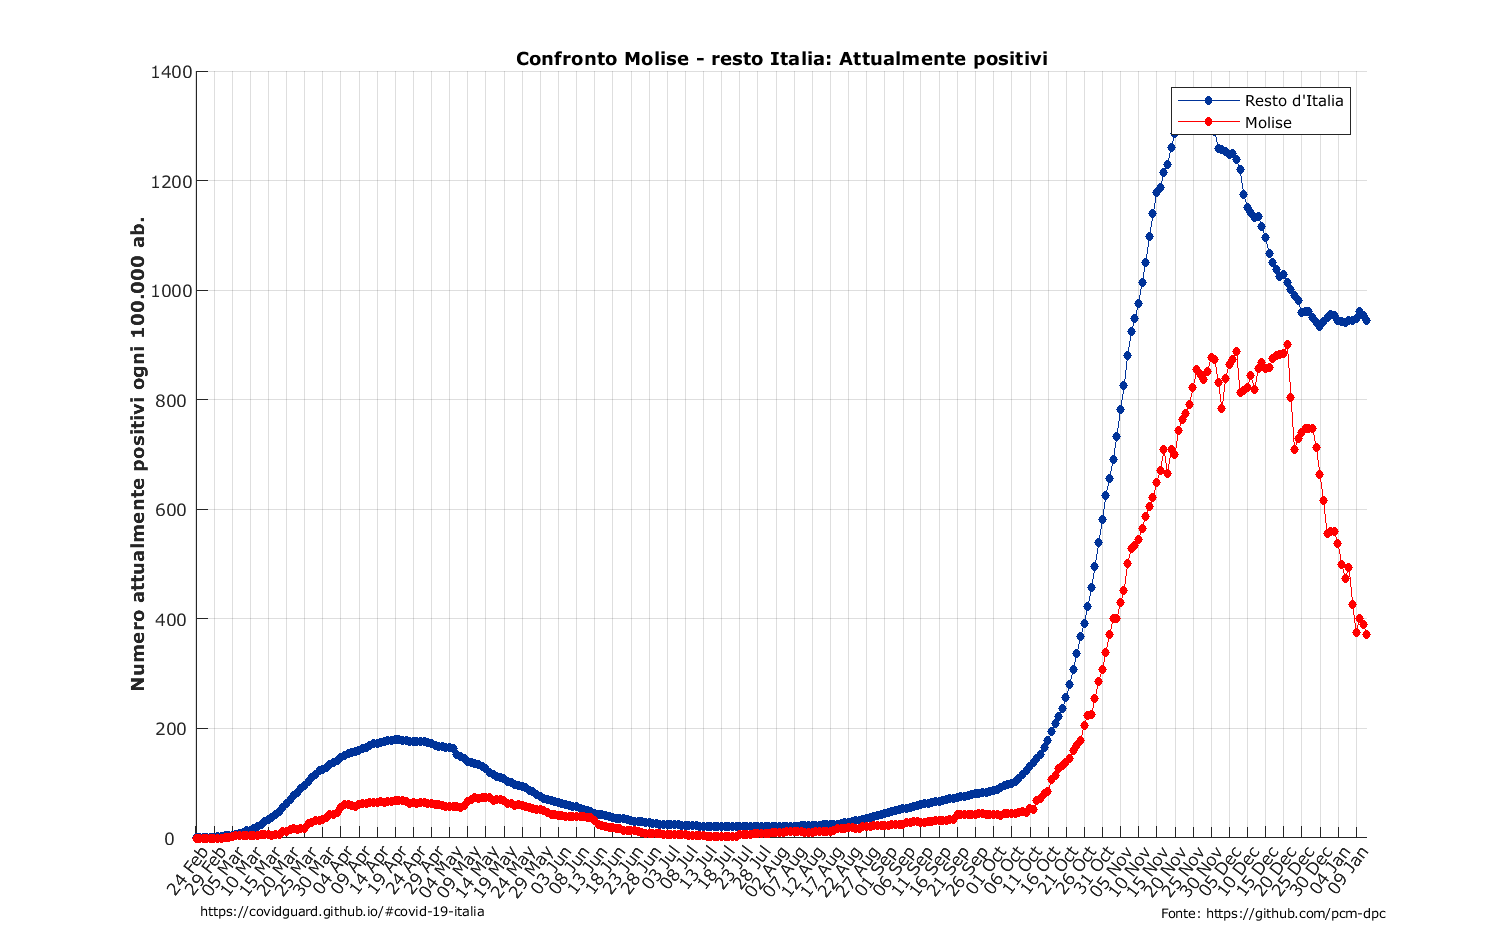 Confronto Molise - resto Italia: Attualmente positivi
1400
1200
1000
800
600
400
200
0
Numero attualmente positivi ogni 100.000 ab.
Resto d'Italia
Molise
24 Feb
29 Feb
05 Mar
10 Mar
15 Mar
20 Mar
25 Mar
30 Mar
04 Apr
09 Apr
14 Apr
19 Apr
24 Apr
29 Apr
04 May
09 May
14 May
19 May
24 May
29 May
03 Jun
08 Jun
13 Jun
18 Jun
23 Jun
28 Jun
03 Jul
08 Jul
13 Jul
18 Jul
23 Jul
28 Jul
02 Aug
07 Aug
12 Aug
17 Aug
22 Aug
27 Aug
01 Sep
06 Sep
11 Sep
16 Sep
21 Sep
26 Sep
01 Oct
06 Oct
11 Oct
16 Oct
21 Oct
26 Oct
31 Oct
05 Nov
10 Nov
15 Nov
20 Nov
25 Nov
30 Nov
05 Dec
10 Dec
15 Dec
20 Dec
25 Dec
30 Dec
04 Jan
09 Jan
https://covidguard.github.io/#covid-19-italia
Fonte: https://github.com/pcm-dpc